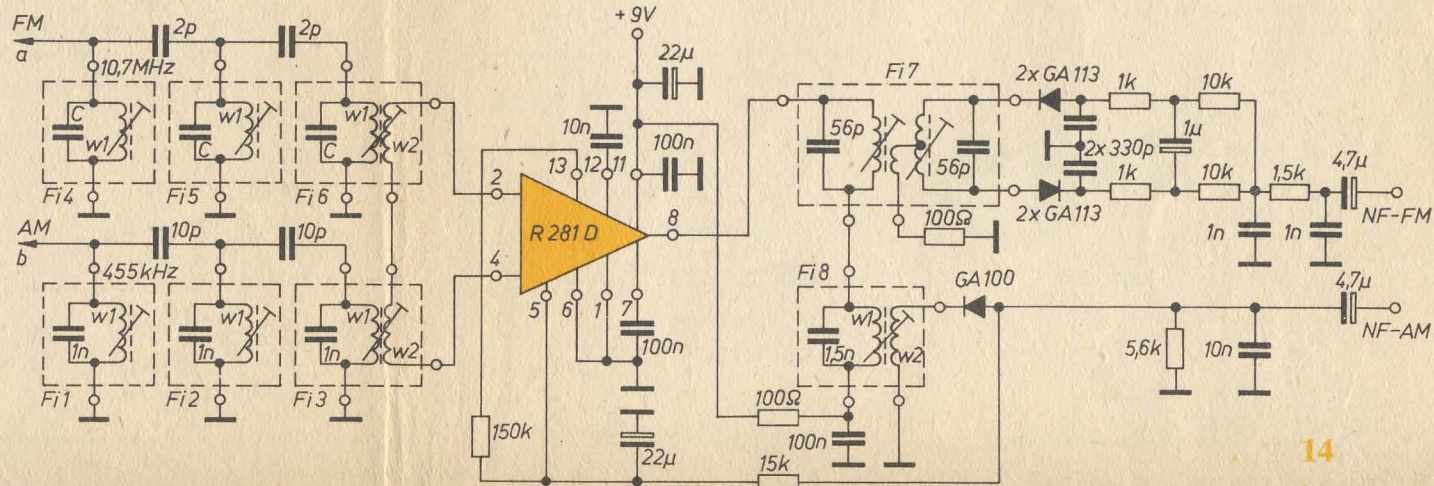 FM
a
2p
2p
10,7MHz
C
w1
Fi4
C
w1
Fi5
C
w1
w2
Fi6
AM
b
10p
10p
455kHz
1n
w1
Fi1
1n
w1
Fi2
1n
w1
w2
Fi3
+9V
22µ
10n
100n
13
12
11
2
4
R 281 D
8
5
6
1
7
100n
150k
22µ
15k
Fi7
56p
56p
100Ω
2x GA 113
2x 330p
2x GA 113
1k
10k
1µ
1k
10k
1,5k
1n
1n
4,7µ
NF-FM
Fi8
1,5n
w1
w2
GA100
100Ω
100n
5,6k
10n
4,7µ
NF-AM
14